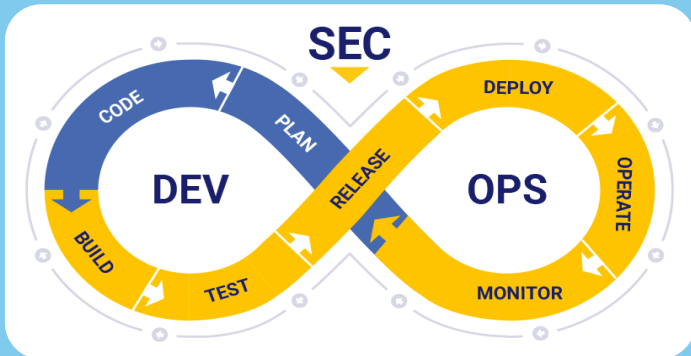 SEC
DEV
OPS
PLAN
CODE
BUILD
TEST
RELEASE
DEPLOY
OPERATE
MONITOR